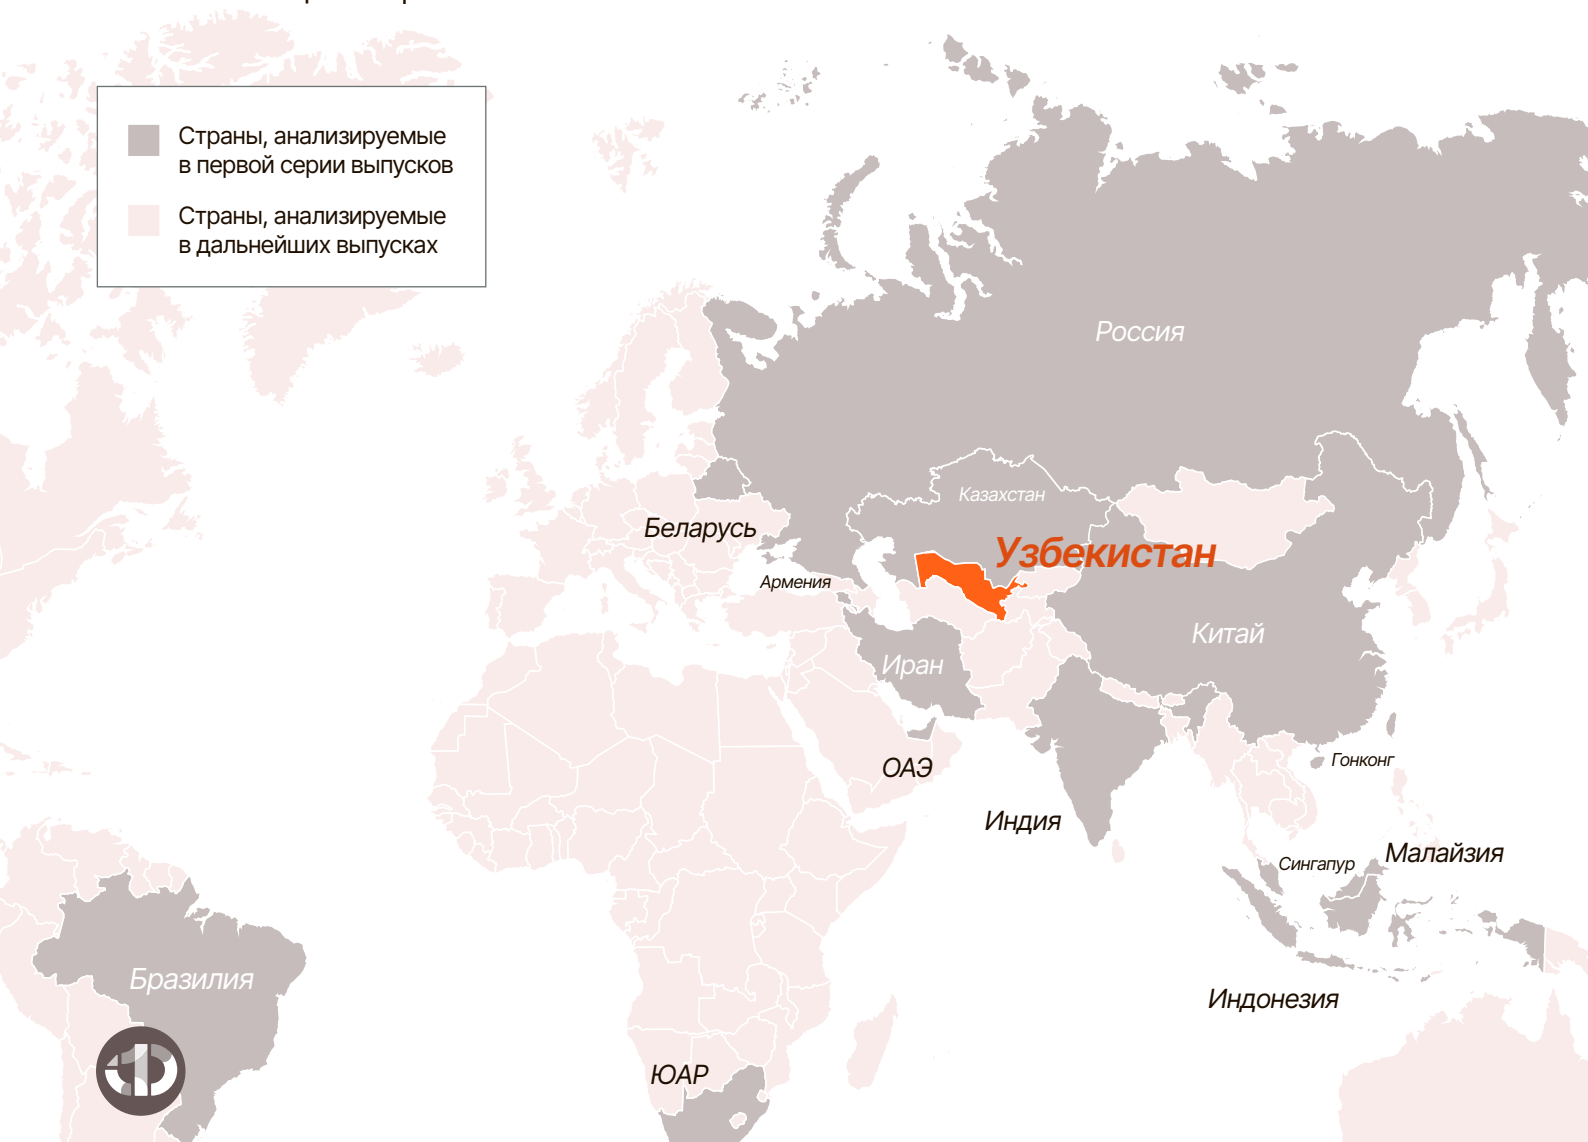 Страны, анализируемые
в первой серии выпусков
Страны, анализируемые
в дальнейших выпусках
Россия
Казахстан
Беларусь
Узбекистан
Армения
Китай
Иран
ОАЭ
Гонконг
Индия
Сингапур
Малайзия
Бразилия
Индонезия
ЮАР